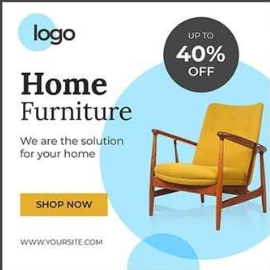 logo
UP TO
40%
OFF
Home
Furniture
We are the solution
for your home
SHOP NOW
WWW.YOURSITE.COM